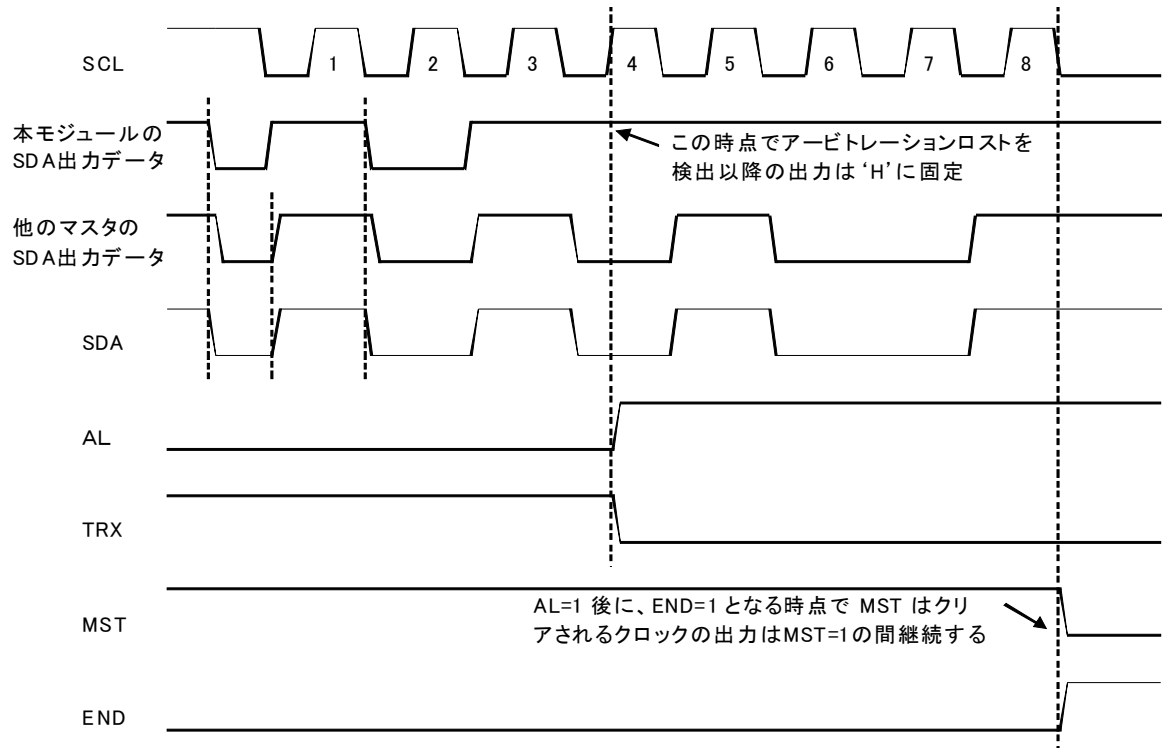 SCL
1 2 3 4 5 6 7 8
本モジュールの
SDA出力データ
この時点でアービトレーションロストを
検出以降の出力は‘H’に固定
他のマスタの
SDA出力データ
SDA
AL
TRX
MST
AL=1 後に、END=1 となる時点で MST はクリ
アされるクロックの出力はMST=1の間継続する
END